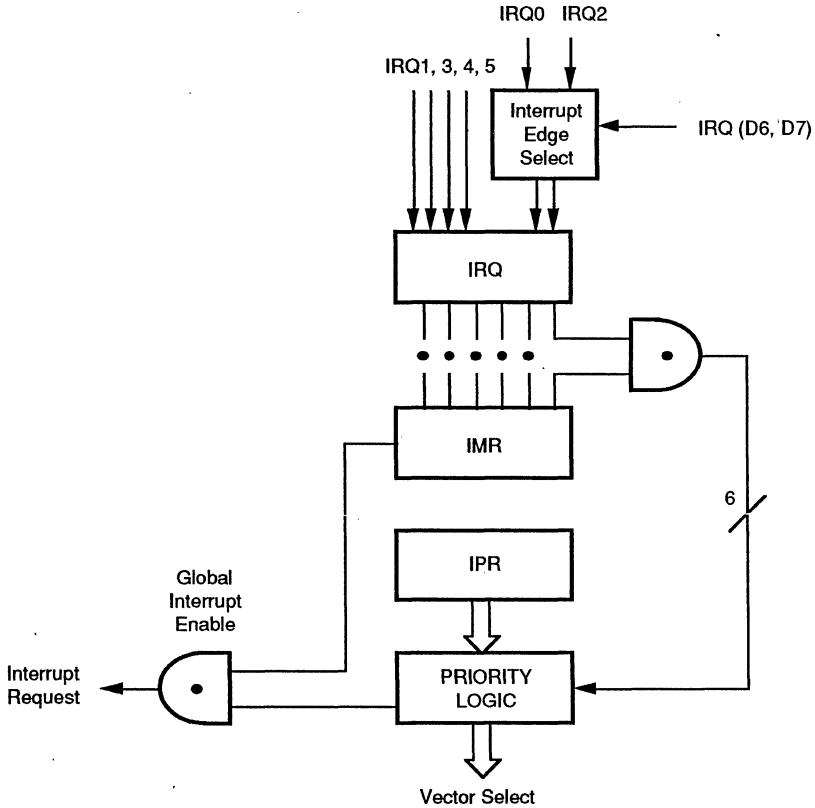 IRQ0 IRQ2
IRQ1, 3, 4, 5
Interrupt
Edge
Select
IRQ (D6, D7)
IRQ
IMR
6
IPR
Global
Interrupt
Enable
Interrupt
Request
PRIORITY
LOGIC
Vector Select